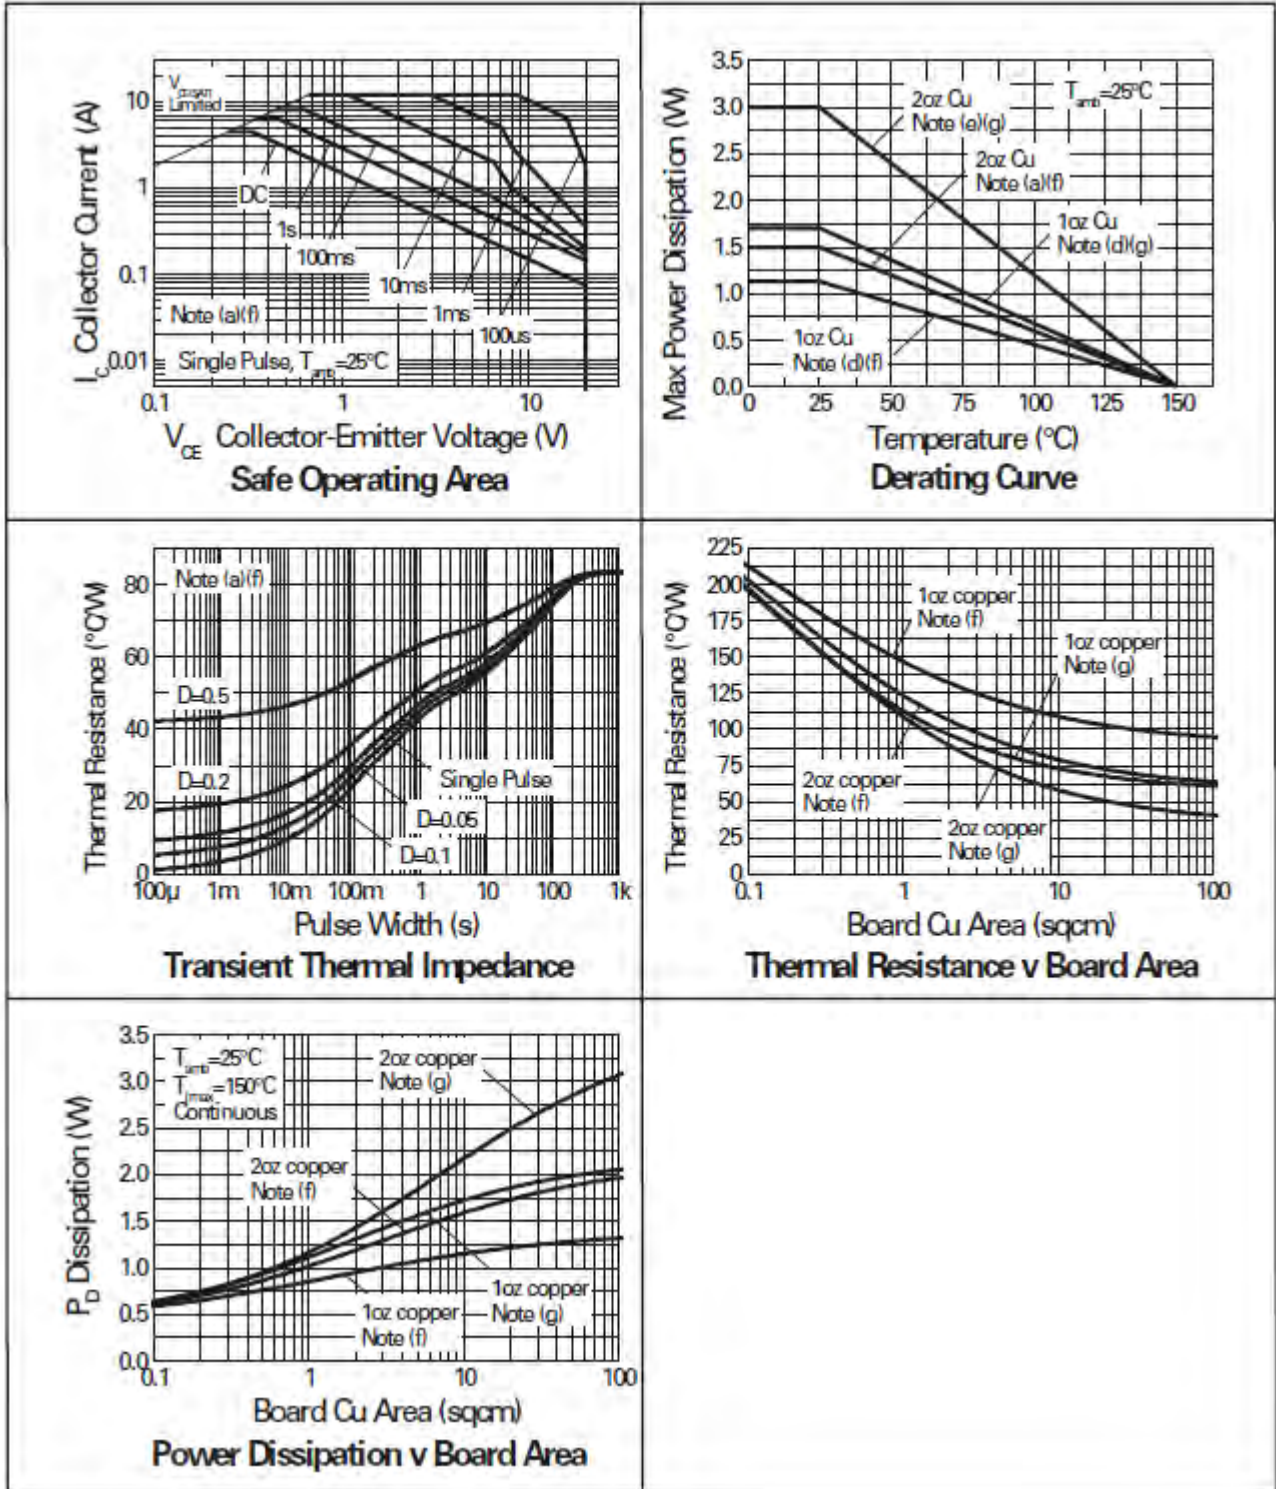 V_CE(SAT)
Limited
10
1
0.1
0.01
I_C Collector Current (A)
DC
1s
100ms
10ms
1ms
100us
Note (a)(f)
Single Pulse, T_amb=25°C
0.1 1 10
V_CE Collector-Emitter Voltage (V)
Safe Operating Area
3.5
3.0
2.5
2.0
1.5
1.0
0.5
0.0
Max Power Dissipation (W)
T_amb=25°C
2oz Cu
Note (e)(g)
2oz Cu
Note (a)(f)
1oz Cu
Note (d)(g)
1oz Cu
Note (d)(f)
0 25 50 75 100 125 150
Temperature (°C)
Derating Curve
80
60
40
20
0
Thermal Resistance (°C/W)
Note (a)(f)
D=0.5
D=0.2
Single Pulse
D=0.05
D=0.1
100µ 1m 10m 100m 1 10 100 1k
Pulse Width (s)
Transient Thermal Impedance
225
200
175
150
125
100
75
50
25
0
Thermal Resistance (°C/W)
1oz copper
Note (f)
1oz copper
Note (g)
2oz copper
Note (f)
2oz copper
Note (g)
0.1 1 10 100
Board Cu Area (sqcm)
Thermal Resistance v Board Area
3.5
3.0
2.5
2.0
1.5
1.0
0.5
0.0
P_D Dissipation (W)
T_amb=25°C
T_jmax=150°C
Continuous
2oz copper
Note (g)
2oz copper
Note (f)
1oz copper
Note (g)
1oz copper
Note (f)
0.1 1 10 100
Board Cu Area (sqcm)
Power Dissipation v Board Area